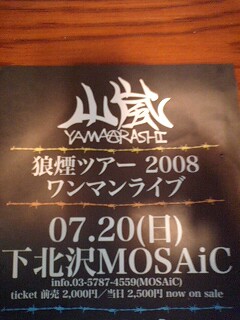 山嵐
YAMAARASHI
狼煙ツアー 2008
ワンマンライブ
07.20(日)
下北沢MOSAiC
info.03-5787-4559(MOSAiC)
ticket 前売 2,000円／当日 2,500円 now on sale